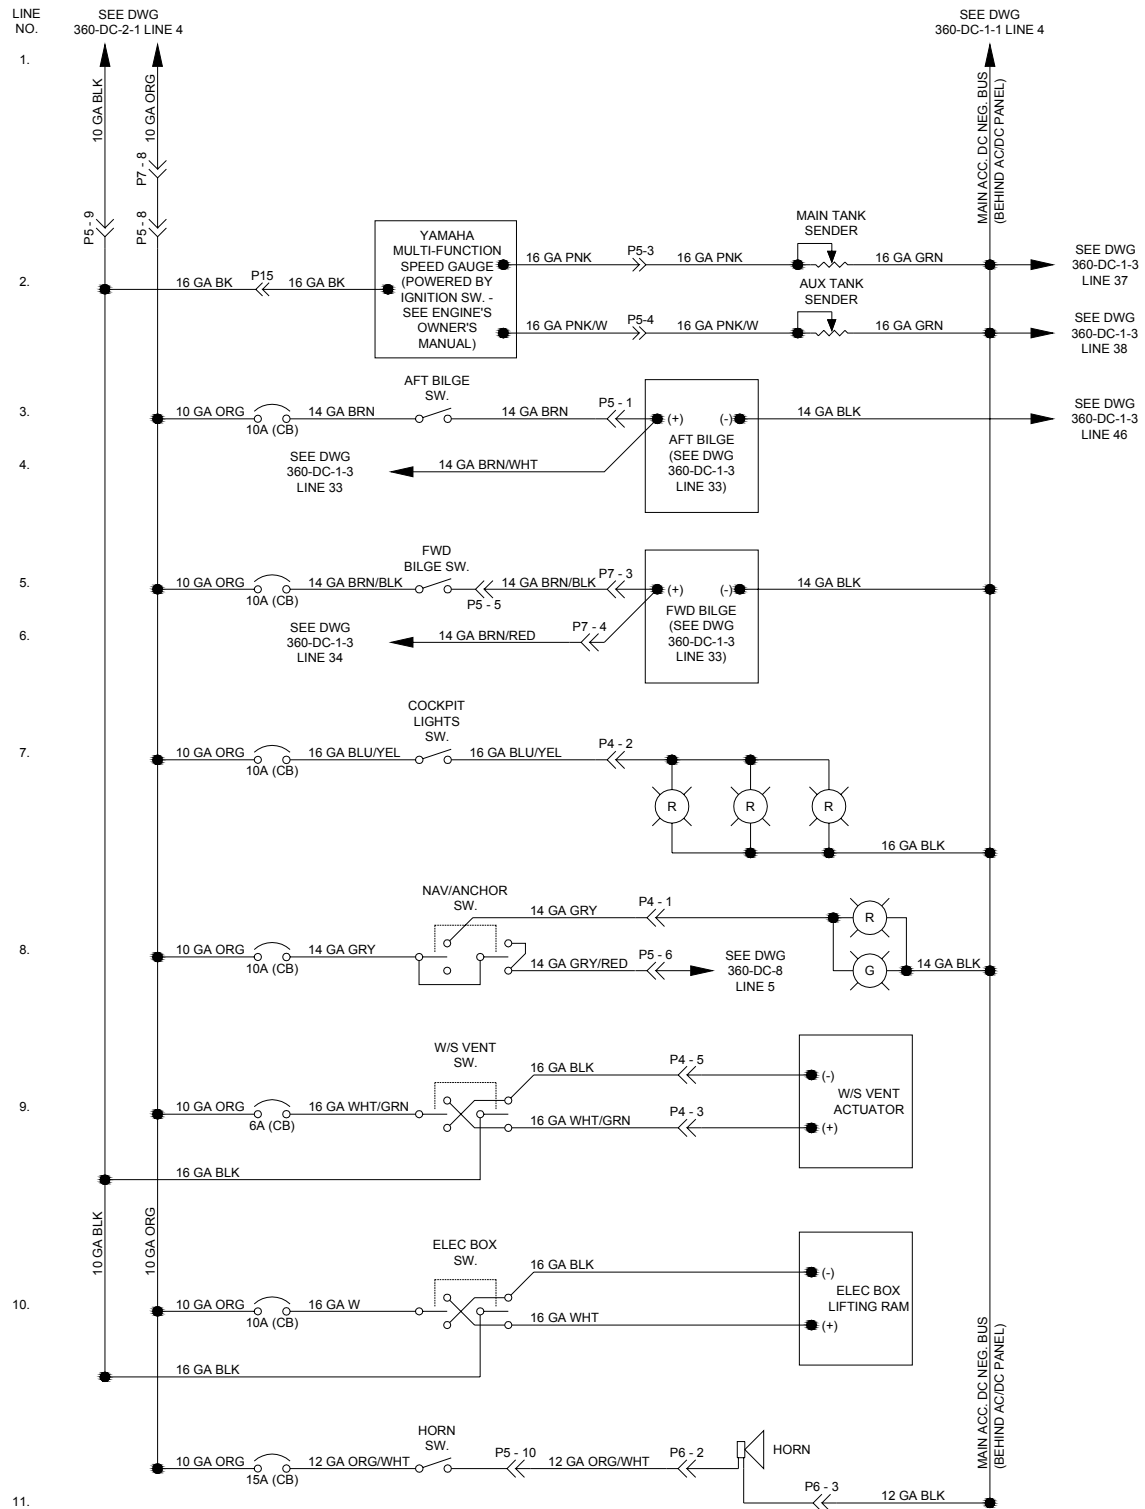 LINE
NO.
SEE DWG
360-DC-2-1 LINE 4
SEE DWG
360-DC-1-1 LINE 4
1.
10 GA BLK
10 GA ORG
P7 - 8
P5 - 9
P5 - 8
MAIN ACC. DC NEG. BUS
(BEHIND AC/DC PANEL)
2.
16 GA BK
P15
16 GA BK
YAMAHA
MULTI-FUNCTION
SPEED GAUGE
(POWERED BY
IGNITION SW. -
SEE ENGINE'S
OWNER'S
MANUAL)
16 GA PNK
P5-3
16 GA PNK
MAIN TANK
SENDER
16 GA GRN
SEE DWG
360-DC-1-3
LINE 37
16 GA PNK/W
P5-4
16 GA PNK/W
AUX TANK
SENDER
16 GA GRN
SEE DWG
360-DC-1-3
LINE 38
3.
10 GA ORG
10A (CB)
14 GA BRN
AFT BILGE
SW.
14 GA BRN
P5 - 1
(+)
(-)
AFT BILGE
(SEE DWG
360-DC-1-3
LINE 33)
14 GA BLK
SEE DWG
360-DC-1-3
LINE 46
4.
SEE DWG
360-DC-1-3
LINE 33
14 GA BRN/WHT
5.
10 GA ORG
10A (CB)
14 GA BRN/BLK
FWD
BILGE SW.
P5 - 5
14 GA BRN/BLK
P7 - 3
(+)
(-)
FWD BILGE
(SEE DWG
360-DC-1-3
LINE 33)
14 GA BLK
6.
SEE DWG
360-DC-1-3
LINE 34
14 GA BRN/RED
P7 - 4
7.
10 GA ORG
10A (CB)
16 GA BLU/YEL
COCKPIT
LIGHTS
SW.
16 GA BLU/YEL
P4 - 2
R
R
R
16 GA BLK
8.
10 GA ORG
10A (CB)
14 GA GRY
NAV/ANCHOR
SW.
14 GA GRY
P4 - 1
14 GA GRY/RED
P5 - 6
SEE DWG
360-DC-8
LINE 5
R
G
14 GA BLK
9.
10 GA ORG
6A (CB)
16 GA WHT/GRN
W/S VENT
SW.
16 GA BLK
P4 - 5
16 GA WHT/GRN
P4 - 3
(-)
W/S VENT
ACTUATOR
(+)
16 GA BLK
10 GA BLK
10 GA ORG
10.
10 GA ORG
10A (CB)
16 GA W
ELEC BOX
SW.
16 GA BLK
16 GA WHT
(-)
ELEC BOX
LIFTING RAM
(+)
16 GA BLK
MAIN ACC. DC NEG. BUS
(BEHIND AC/DC PANEL)
10 GA ORG
15A (CB)
12 GA ORG/WHT
HORN
SW.
P5 - 10
12 GA ORG/WHT
P6 - 2
HORN
11.
P6 - 3
12 GA BLK